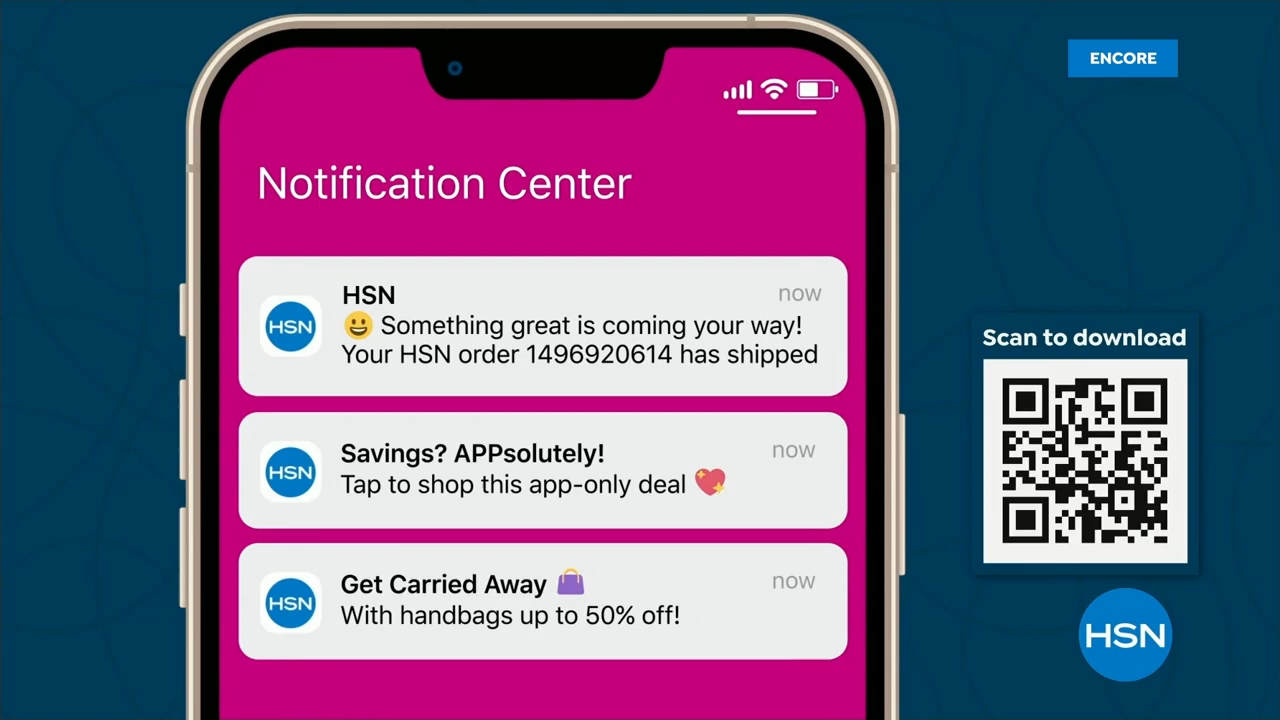 ENCORE
Notification Center
HSN
now
😀 Something great is coming your way!
Your HSN order 1496920614 has shipped
HSN
Savings? APPsolutely!
now
Tap to shop this app-only deal 💖
HSN
Get Carried Away 👜
now
With handbags up to 50% off!
HSN
Scan to download
HSN